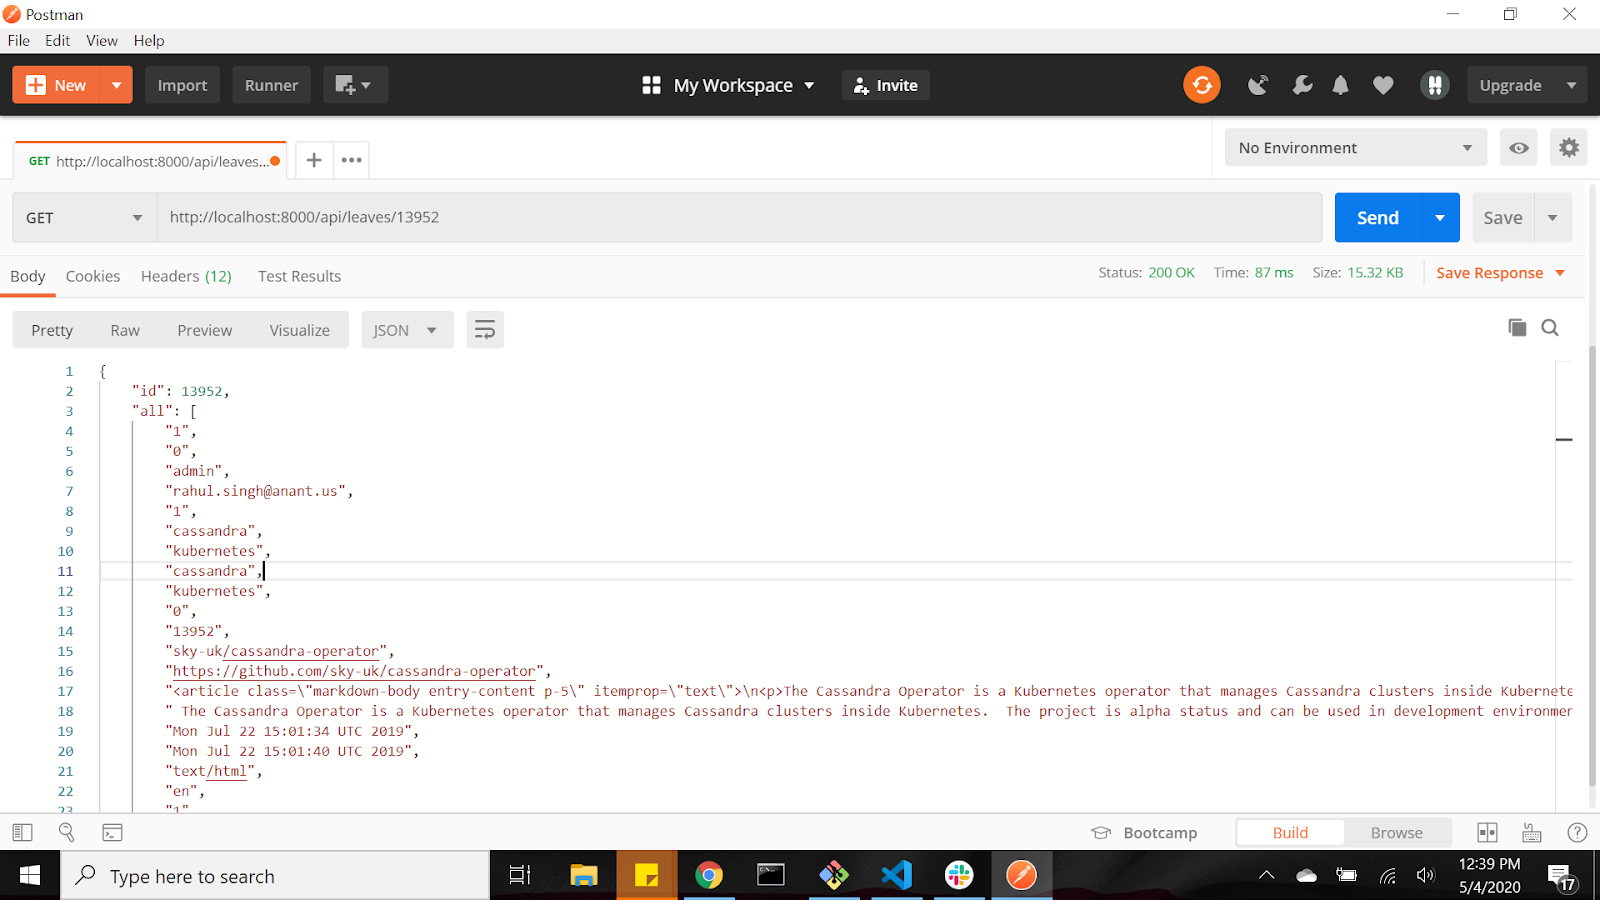 Postman
File Edit View Help
New Import Runner My Workspace Invite Upgrade
GET http://localhost:8000/api/leaves... No Environment
GET http://localhost:8000/api/leaves/13952 Send Save
Body Cookies Headers (12) Test Results Status: 200 OK Time: 87 ms Size: 15.32 KB Save Response
Pretty Raw Preview Visualize JSON
1 {
2 "id": 13952,
3 "all": [
4 "1",
5 "0",
6 "admin",
7 "rahul.singh@anant.us",
8 "1",
9 "cassandra",
10 "kubernetes",
11 "cassandra",
12 "kubernetes",
13 "0",
14 "13952",
15 "sky-uk/cassandra-operator",
16 "https://github.com/sky-uk/cassandra-operator",
17 "<article class=\"markdown-body entry-content p-5\" itemprop=\"text\">\n<p>The Cassandra Operator is a Kubernetes operator that manages Cassandra clusters inside Kubernete
18 " The Cassandra Operator is a Kubernetes operator that manages Cassandra clusters inside Kubernetes.  The project is alpha status and can be used in development environmen
19 "Mon Jul 22 15:01:34 UTC 2019",
20 "Mon Jul 22 15:01:40 UTC 2019",
21 "text/html",
22 "en",
23 "1"
Bootcamp Build Browse
Type here to search 12:39 PM
5/4/2020 17